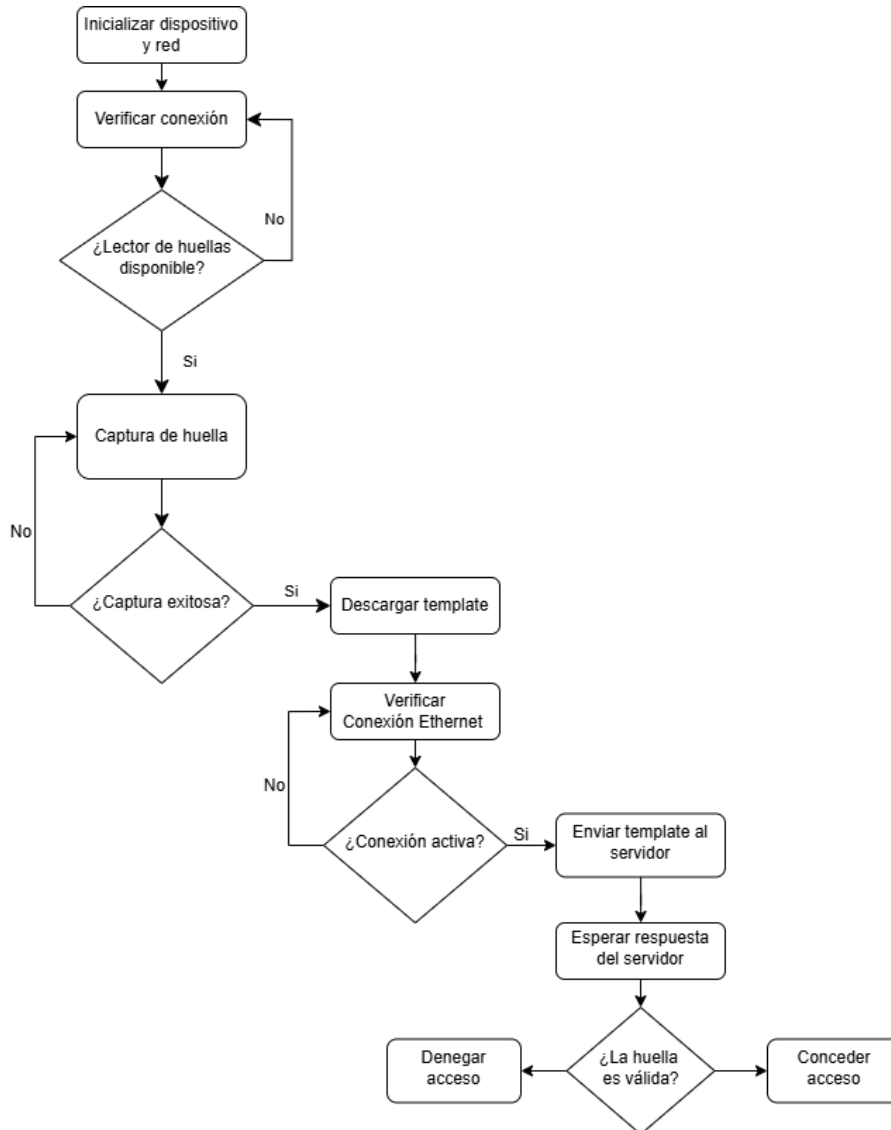 Inicializar dispositivo
y red
Verificar conexión
¿Lector de huellas
disponible?
No
Si
Captura de huella
No
¿Captura exitosa?
Si
Descargar template
Verificar
Conexión Ethernet
No
¿Conexión activa?
Si
Enviar template al
servidor
Esperar respuesta
del servidor
¿La huella
es válida?
Denegar
acceso
Conceder
acceso